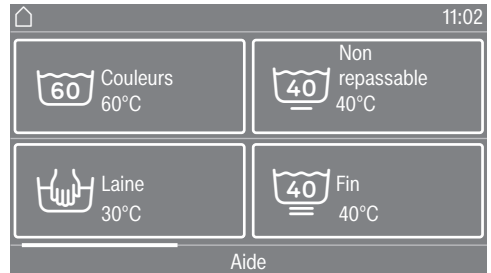 11:02
60
Couleurs
60°C
40
Non
repassable
40°C
Laine
30°C
40
Fin
40°C
Aide